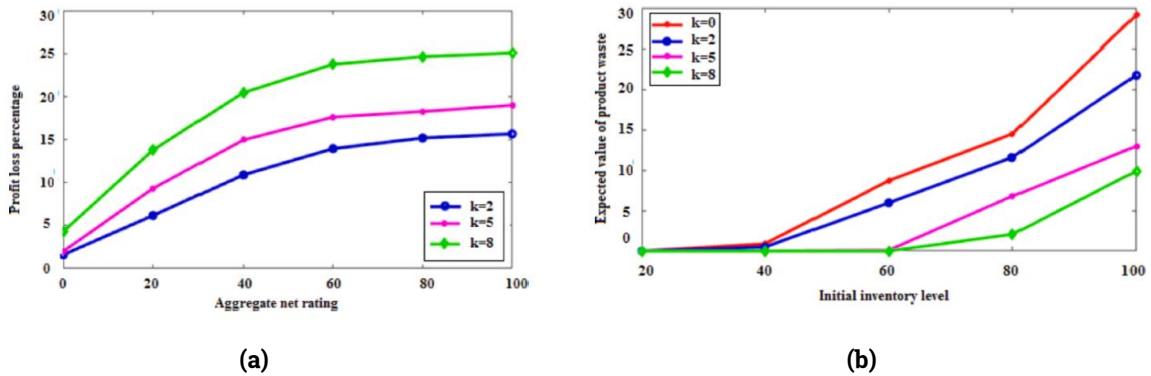 30
25
20
15
10
5
0
Profit loss percentage
k=2
k=5
k=8
0 20 40 60 80 100
Aggregate net rating
(a)
30
25
20
15
10
5
0
Expected value of product waste
k=0
k=2
k=5
k=8
20 40 60 80 100
Initial inventory level
(b)